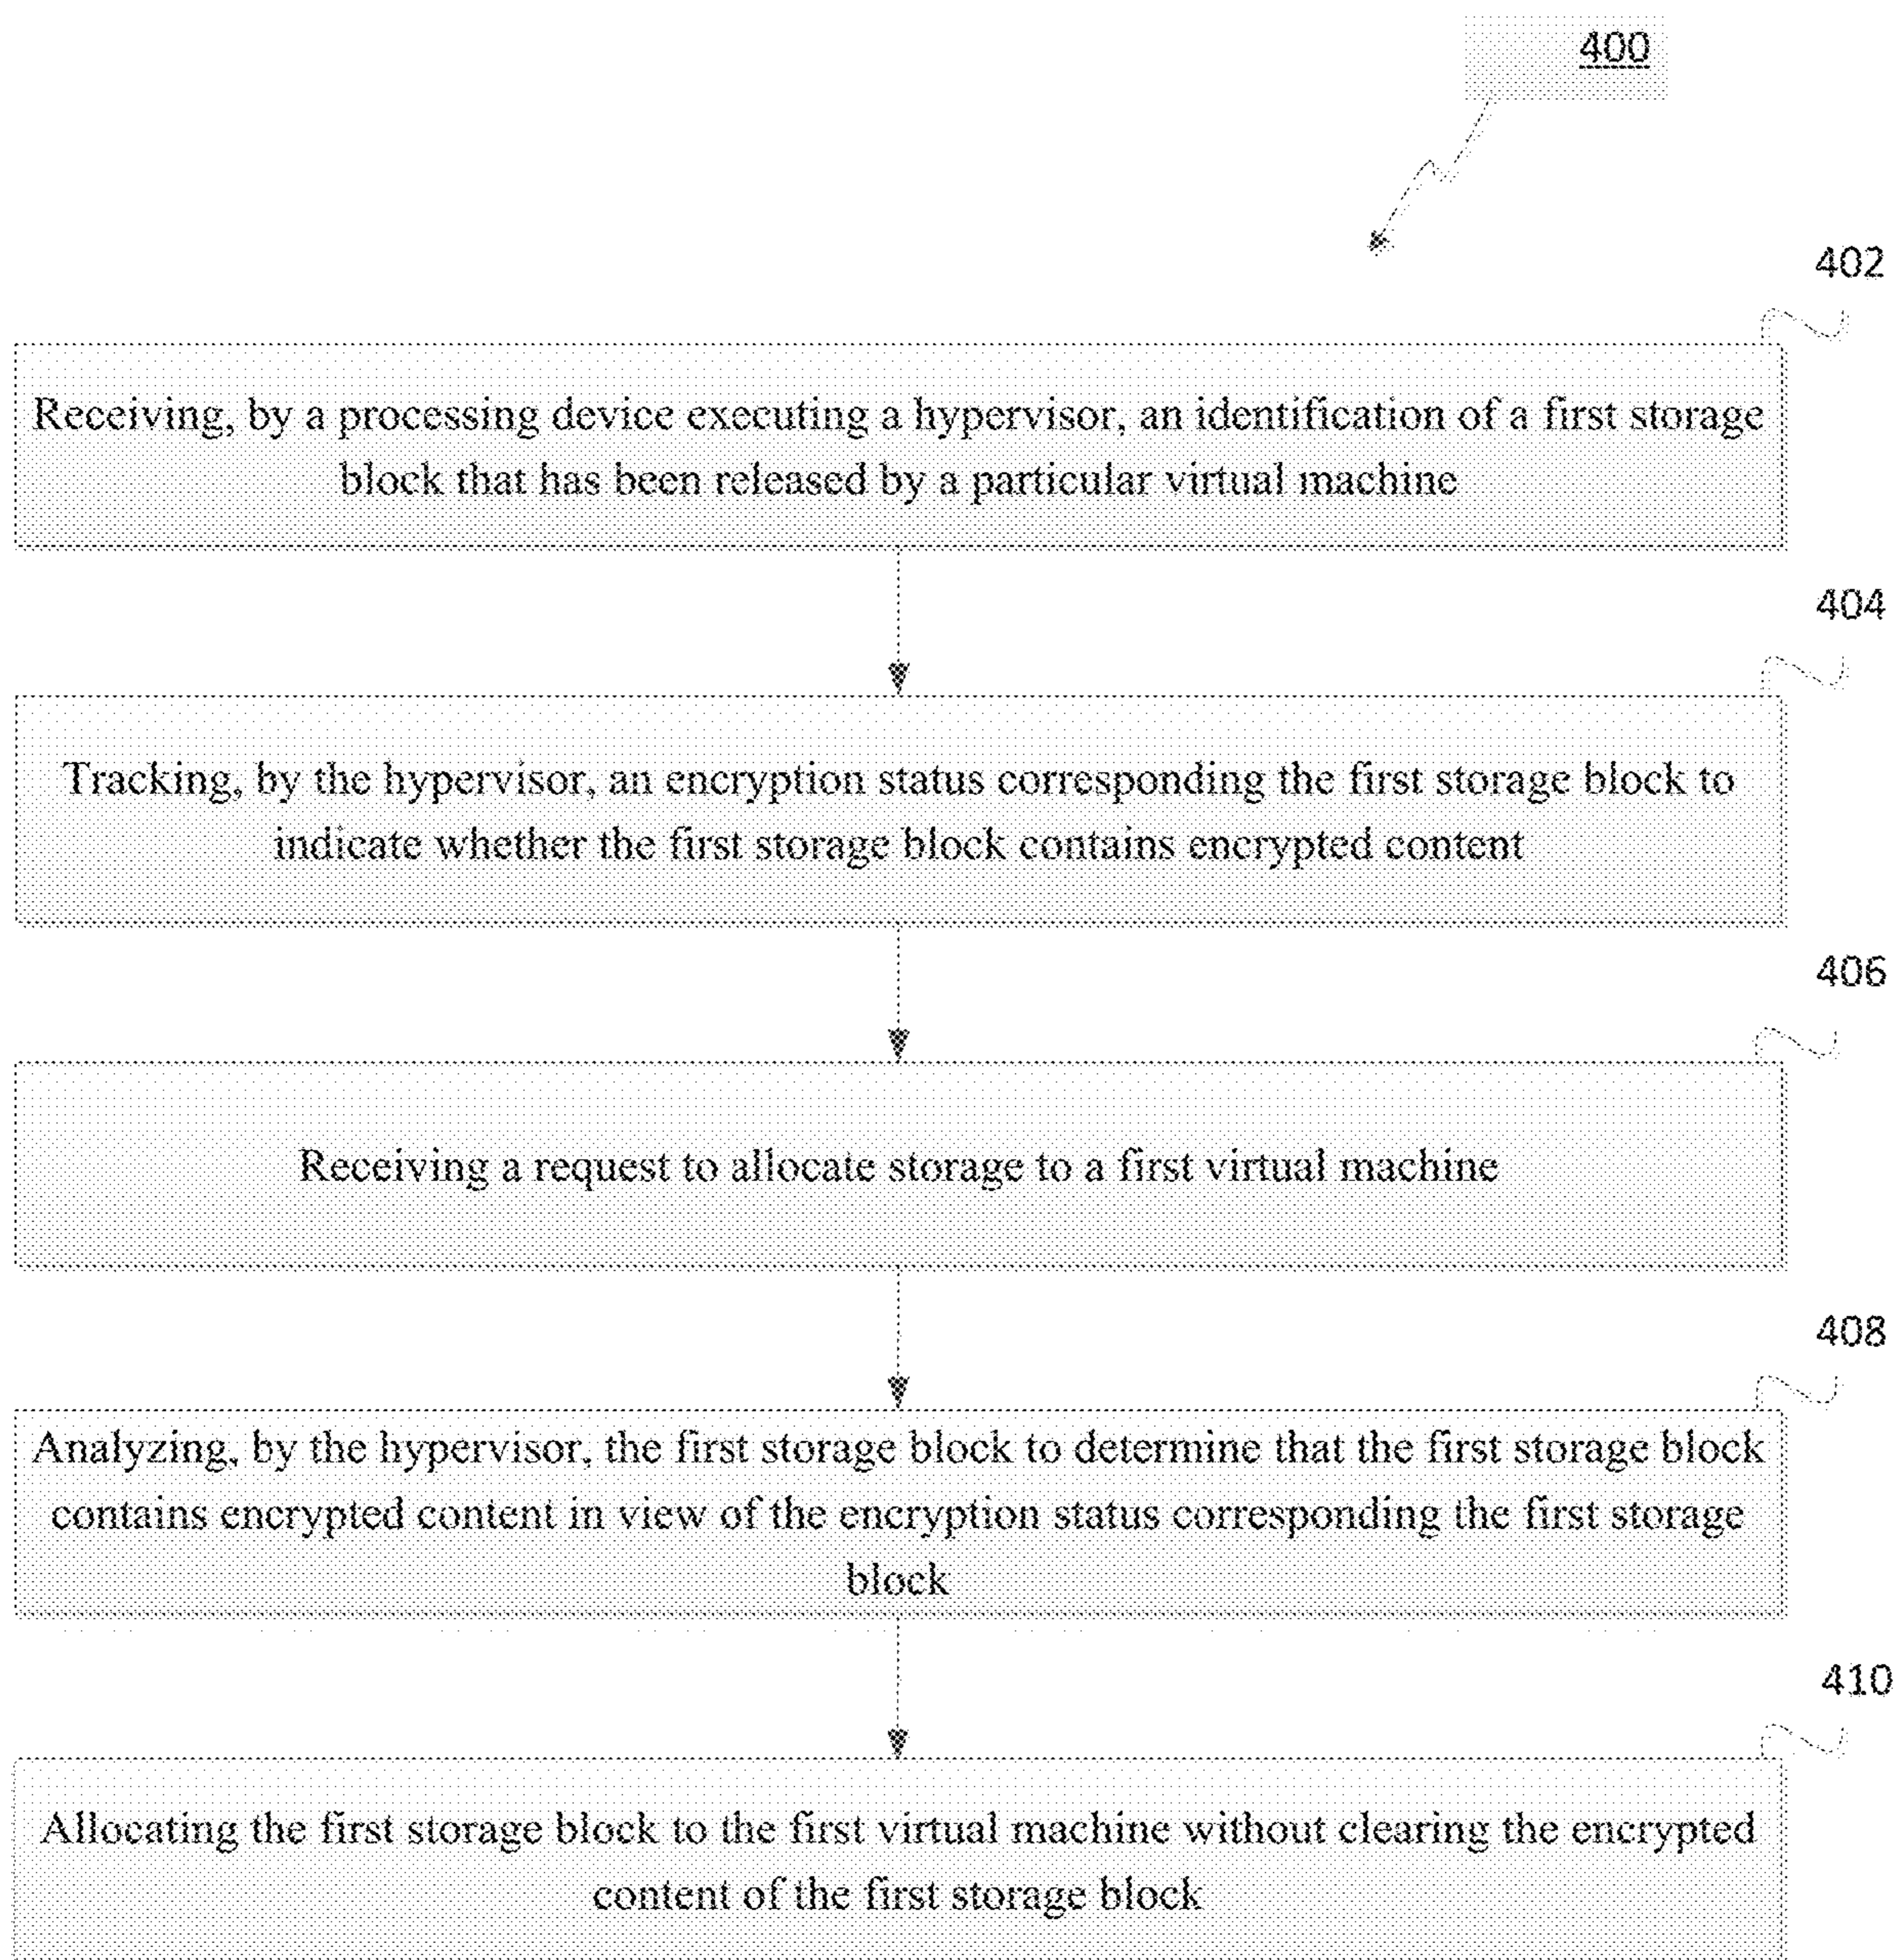 400
402
Receiving, by a processing device executing a hypervisor, an identification of a first storage
block that has been released by a particular virtual machine
404
Tracking, by the hypervisor, an encryption status corresponding the first storage block to
indicate whether the first storage block contains encrypted content
406
Receiving a request to allocate storage to a first virtual machine
408
Analyzing, by the hypervisor, the first storage block to determine that the first storage block
contains encrypted content in view of the encryption status corresponding the first storage
block
410
Allocating the first storage block to the first virtual machine without clearing the encrypted
content of the first storage block